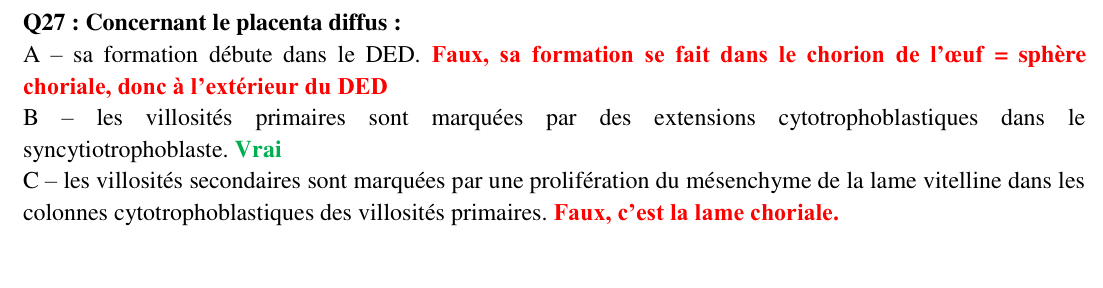 Q27 : Concernant le placenta diffus :
A – sa formation débute dans le DED. Faux, sa formation se fait dans le chorion de l’œuf = sphère
choriale, donc à l’extérieur du DED
B – les villosités primaires sont marquées par des extensions cytotrophoblastiques dans le
syncytiotrophoblaste. Vrai
C – les villosités secondaires sont marquées par une prolifération du mésenchyme de la lame vitelline dans les
colonnes cytotrophoblastiques des villosités primaires. Faux, c’est la lame choriale.